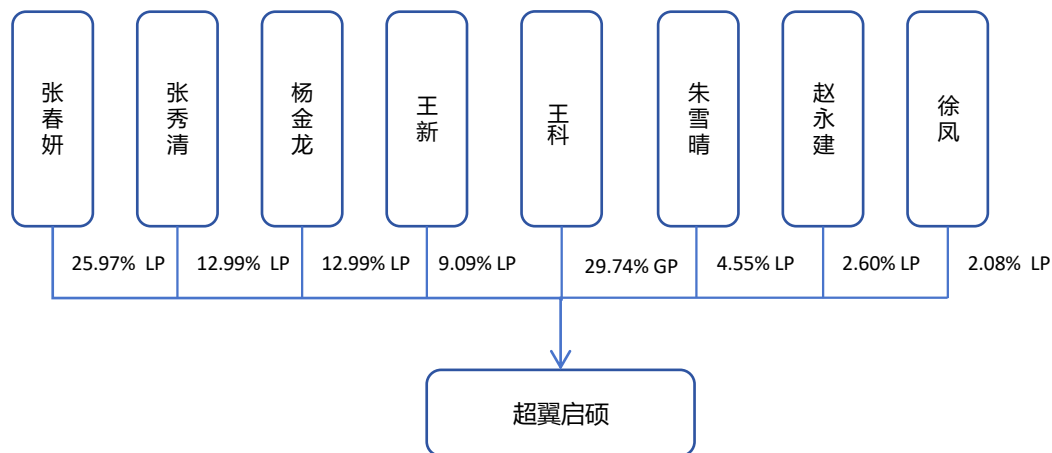 张春妍
张秀清
杨金龙
王新
王科
朱雪晴
赵永建
徐凤
25.97% LP
12.99% LP
12.99% LP
9.09% LP
29.74% GP
4.55% LP
2.60% LP
2.08% LP
超翼启硕